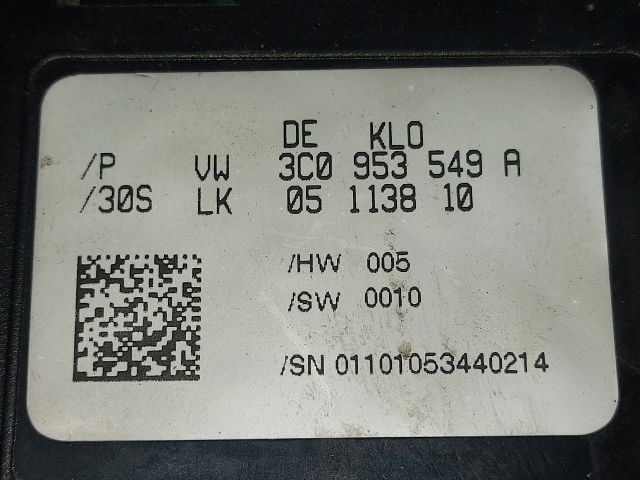 DE KLO
/P VW 3C0 953 549 A
/30S LK 05 1138 10
/HW 005
/SW 0010
/SN 01101053440214